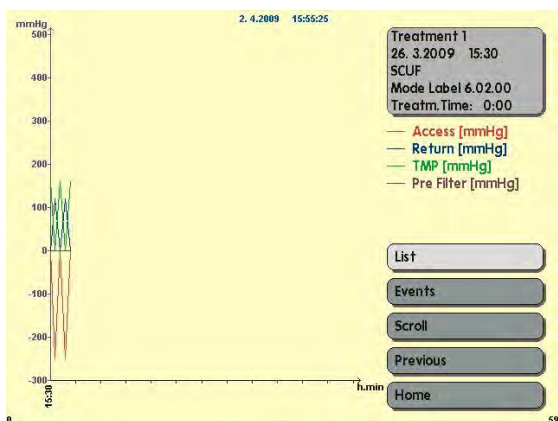 2. 4.2009 15:55:25
mmHg
500
400
300
200
100
0
-100
-200
-300
15:30
h.min
Treatment 1
26. 3.2009 15:30
SCUF
Mode Label 6.02.00
Treatm.Time: 0:00
Access [mmHg]
Return [mmHg]
TMP [mmHg]
Pre Filter [mmHg]
List
Events
Scroll
Previous
Home
0
59